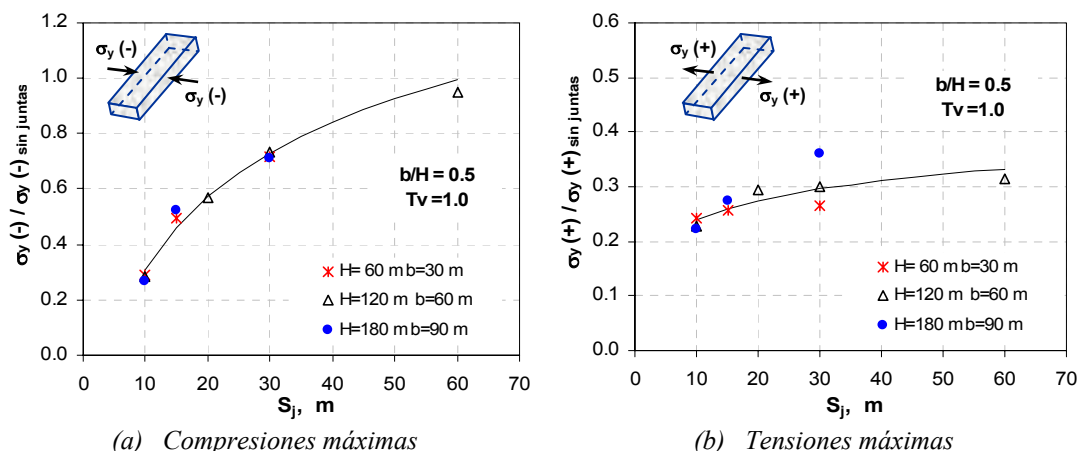 σy (-) / σy (-) sin juntas
1.2
1.0
0.8
0.6
0.4
0.2
0.0
σy (-)
σy (-)
b/H = 0.5
Tv=1.0
H= 60 m b=30 m
H=120 m b=60 m
H=180 m b=90 m
0 10 20 30 40 50 60 70
Sj, m
(a) Compresiones máximas
σy (+) / σy (+) sin juntas
0.6
0.5
0.4
0.3
0.2
0.1
0.0
σy (+)
σy (+)
b/H = 0.5
Tv=1.0
H= 60 m b=30 m
H=120 m b=60 m
H=180 m b=90 m
0 10 20 30 40 50 60 70
Sj, m
(b) Tensiones máximas